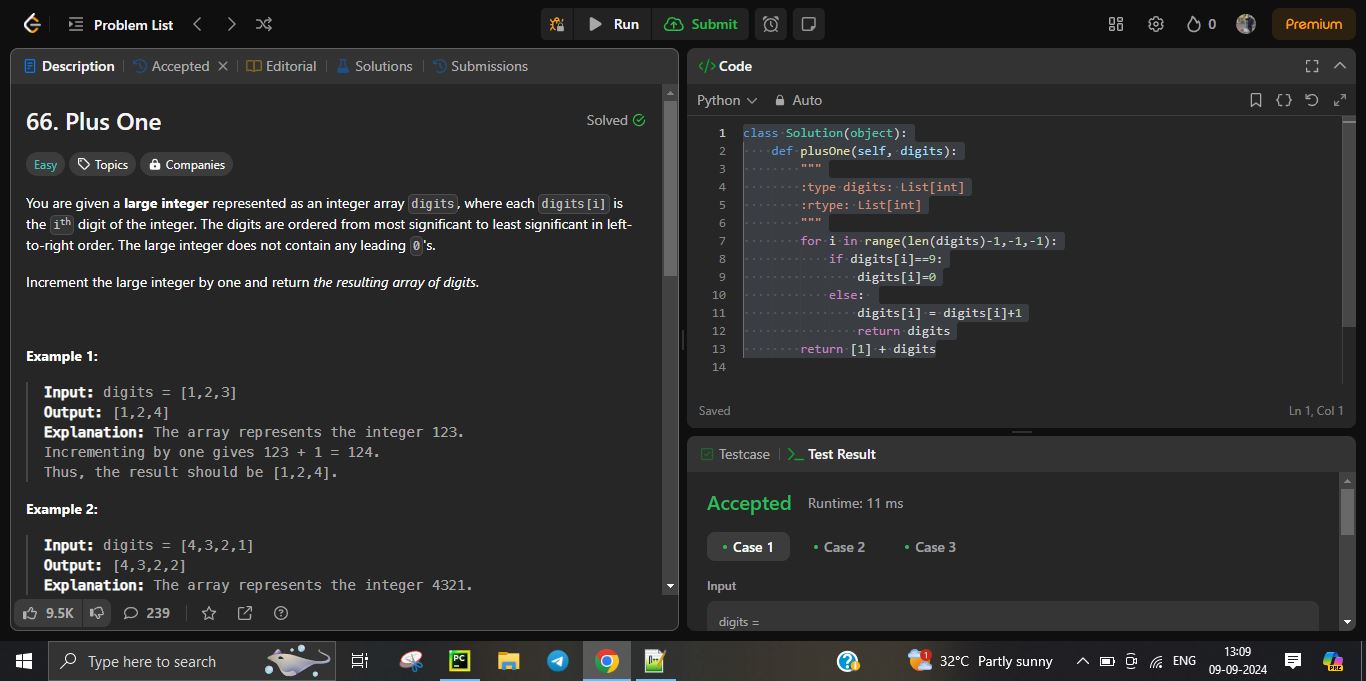 Problem List
Run
Submit
0
Premium
Description
Accepted
Editorial
Solutions
Submissions
66. Plus One
Solved
Easy
Topics
Companies
You are given a large integer represented as an integer array digits, where each digits[i] is
the ith digit of the integer. The digits are ordered from most significant to least significant in left-
to-right order. The large integer does not contain any leading 0's.
Increment the large integer by one and return the resulting array of digits.
Example 1:
Input: digits = [1,2,3]
Output: [1,2,4]
Explanation: The array represents the integer 123.
Incrementing by one gives 123 + 1 = 124.
Thus, the result should be [1,2,4].
Example 2:
Input: digits = [4,3,2,1]
Output: [4,3,2,2]
Explanation: The array represents the integer 4321.
9.5K
239
Code
Python
Auto
1 class Solution(object):
2     def plusOne(self, digits):
3         """
4         :type digits: List[int]
5         :rtype: List[int]
6         """
7         for i in range(len(digits)-1,-1,-1):
8             if digits[i]==9:
9                 digits[i]=0
10             else:
11                 digits[i] = digits[i]+1
12                 return digits
13         return [1] + digits
14
Saved
Ln 1, Col 1
Testcase
Test Result
Accepted
Runtime: 11 ms
Case 1
Case 2
Case 3
Input
digits =
Type here to search
PC
1
32°C Partly sunny
ENG
13:09
09-09-2024
PRE